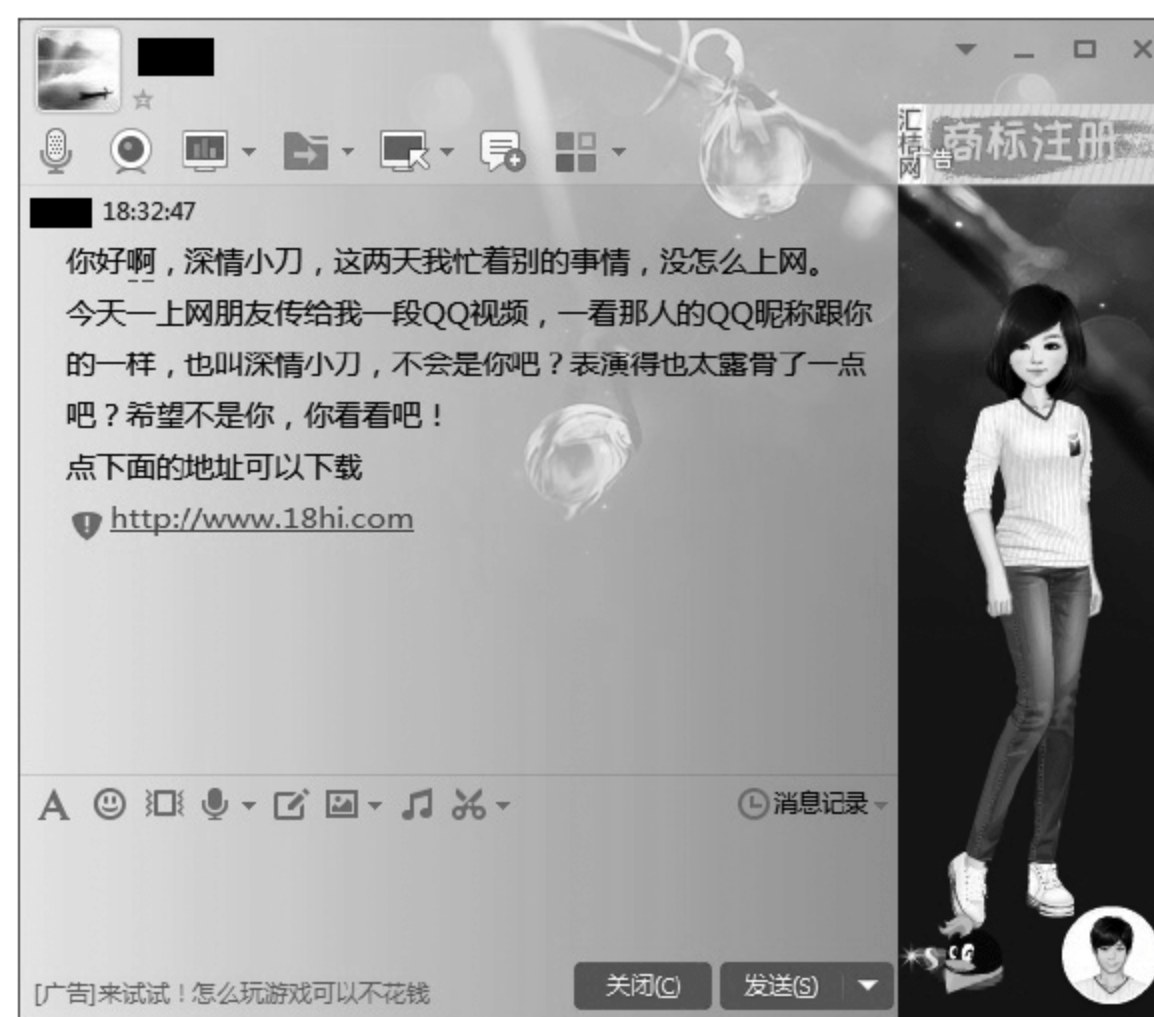 汇桔网
广告
商标注册
18:32:47
你好啊，深情小刀，这两天我忙着别的事情，没怎么上网。
今天一上网朋友传给我一段QQ视频，一看那人的QQ昵称跟你
的一样，也叫深情小刀，不会是你吧？表演得也太露骨了一点
吧？希望不是你，你看看吧！
点下面的地址可以下载
http://www.18hi.com
A
消息记录
[广告]来试试！怎么玩游戏可以不花钱
关闭(C)
发送(S)